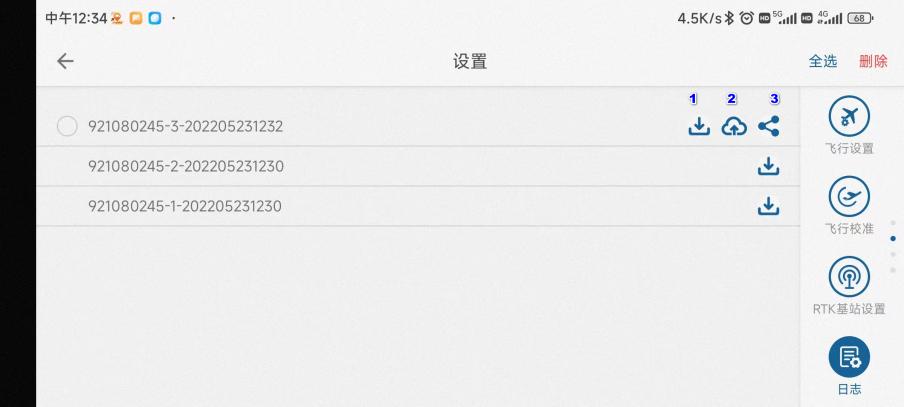 中午12:34
4.5K/s HD 5G HD 4G 68
设置
全选 删除
1 2 3
921080245-3-202205231232
921080245-2-202205231230
921080245-1-202205231230
飞行设置
飞行校准
RTK基站设置
日志